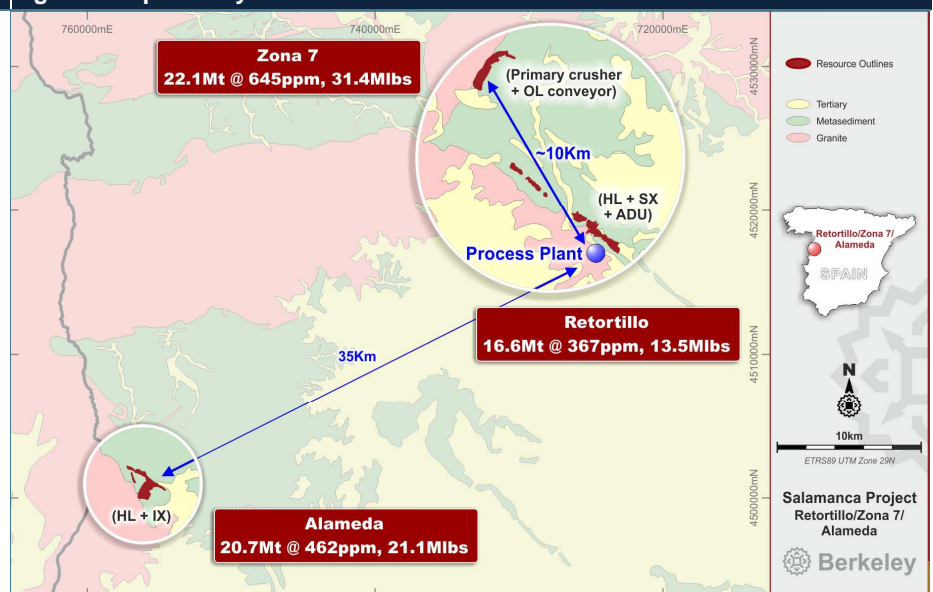 760000mE
740000mE
720000mE
Zona 7
22.1Mt @ 645ppm, 31.4Mlbs
(Primary crusher
+ OL conveyor)
~10Km
(HL + SX
+ ADU)
Process Plant
Retortillo
16.6Mt @ 367ppm, 13.5Mlbs
35Km
(HL + IX)
Alameda
20.7Mt @ 462ppm, 21.1Mlbs
4530000mN
4520000mN
4510000mN
4500000mN
Resource Outlines
Tertiary
Metasediment
Granite
Retortillo/Zona 7/
Alameda
SPAIN
N
10km
ETRS89 UTM Zone 29N
Salamanca Project
Retortillo/Zona 7/
Alameda
Berkeley